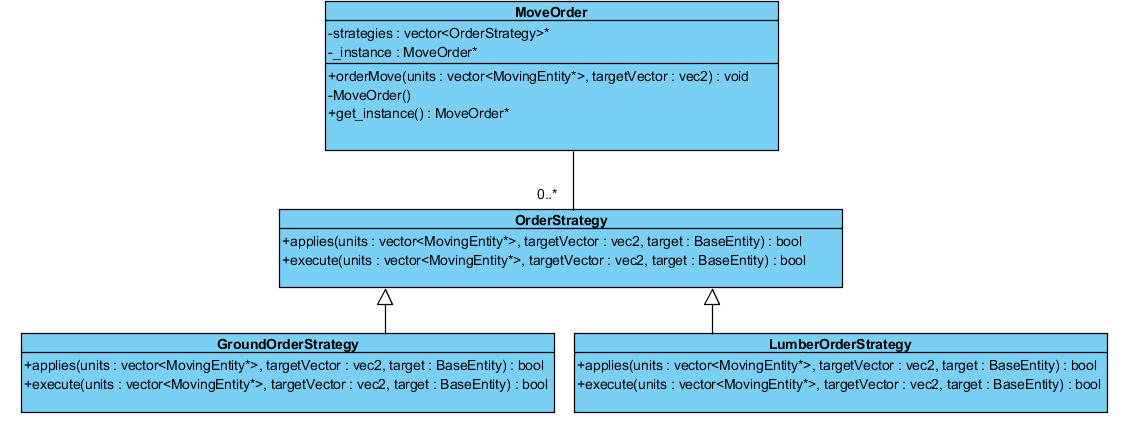 MoveOrder
-strategies : vector<OrderStrategy>*
-_instance : MoveOrder*
+orderMove(units : vector<MovingEntity*>, targetVector : vec2) : void
-MoveOrder()
+get_instance() : MoveOrder*
0..*
OrderStrategy
+applies(units : vector<MovingEntity*>, targetVector : vec2, target : BaseEntity) : bool
+execute(units : vector<MovingEntity*>, targetVector : vec2, target : BaseEntity) : bool
GroundOrderStrategy
+applies(units : vector<MovingEntity*>, targetVector : vec2, target : BaseEntity) : bool
+execute(units : vector<MovingEntity*>, targetVector : vec2, target : BaseEntity) : bool
LumberOrderStrategy
+applies(units : vector<MovingEntity*>, targetVector : vec2, target : BaseEntity) : bool
+execute(units : vector<MovingEntity*>, targetVector : vec2, target : BaseEntity) : bool